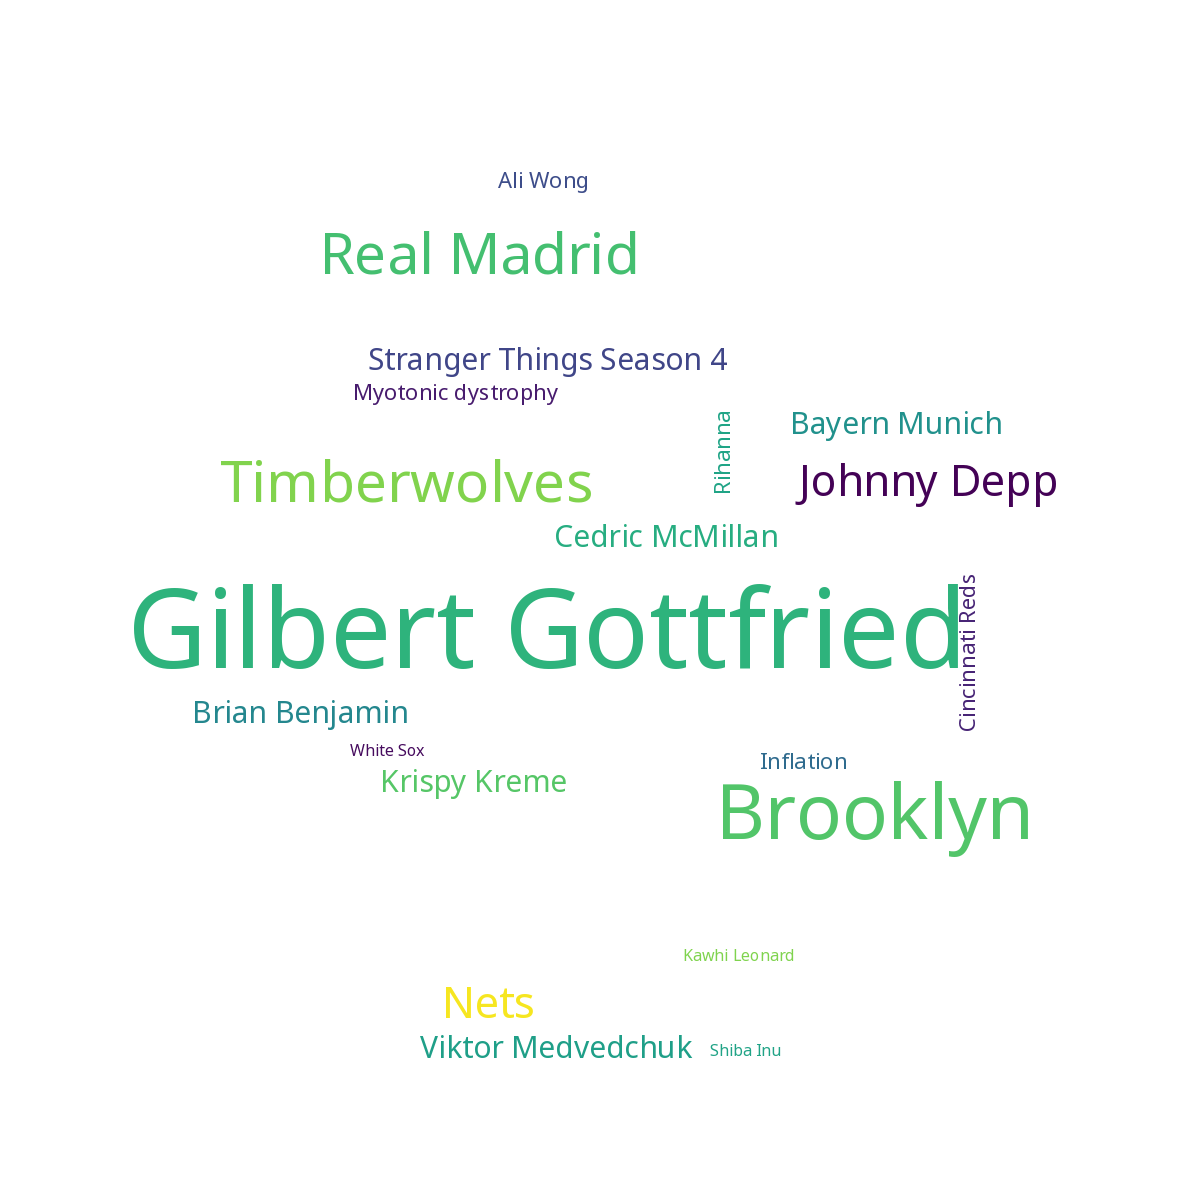 Ali Wong
Real Madrid
Stranger Things Season 4
Myotonic dystrophy
Rihanna
Bayern Munich
Timberwolves
Johnny Depp
Cedric McMillan
Gilbert Gottfried
Cincinnati Reds
Brian Benjamin
White Sox
Inflation
Krispy Kreme
Brooklyn
Kawhi Leonard
Nets
Viktor Medvedchuk
Shiba Inu